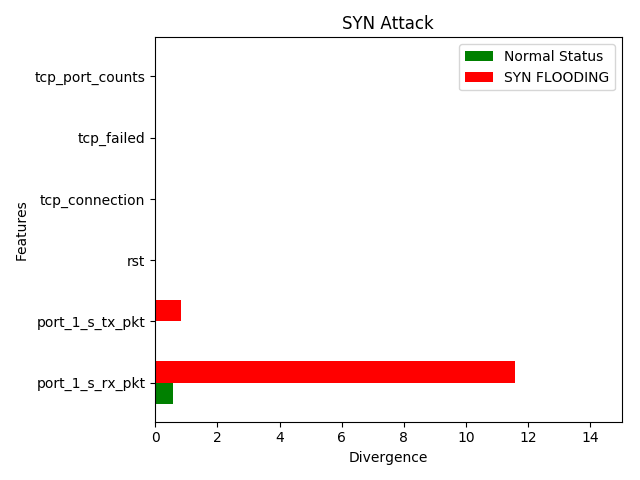 SYN Attack
Normal Status
SYN FLOODING
tcp_port_counts
tcp_failed
tcp_connection
rst
port_1_s_tx_pkt
port_1_s_rx_pkt
Features
0 2 4 6 8 10 12 14
Divergence